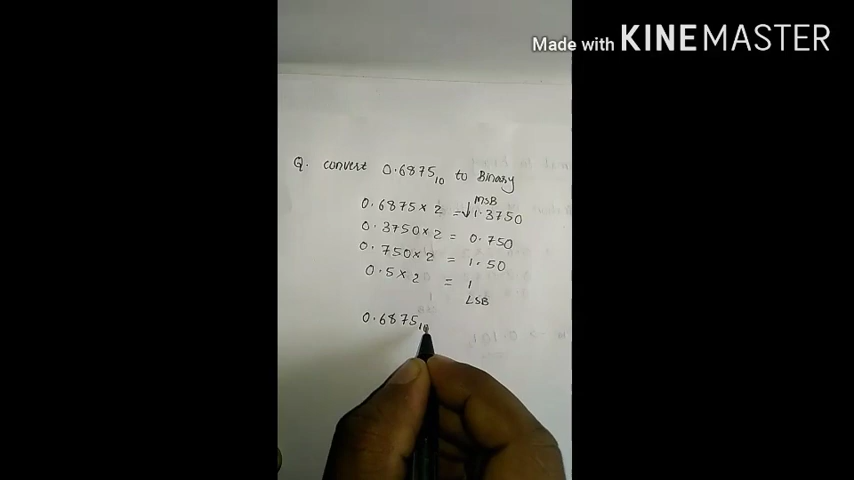 Made with KINEMASTER
Q. convert 0.6875₁₀ to Binary
MSB
0.6875 × 2 = ↓ 1.3750
0.3750 × 2 = 0.750
0.750 × 2 = 1.50
0.5 × 2 = 1
LSB
0.6875₁₀